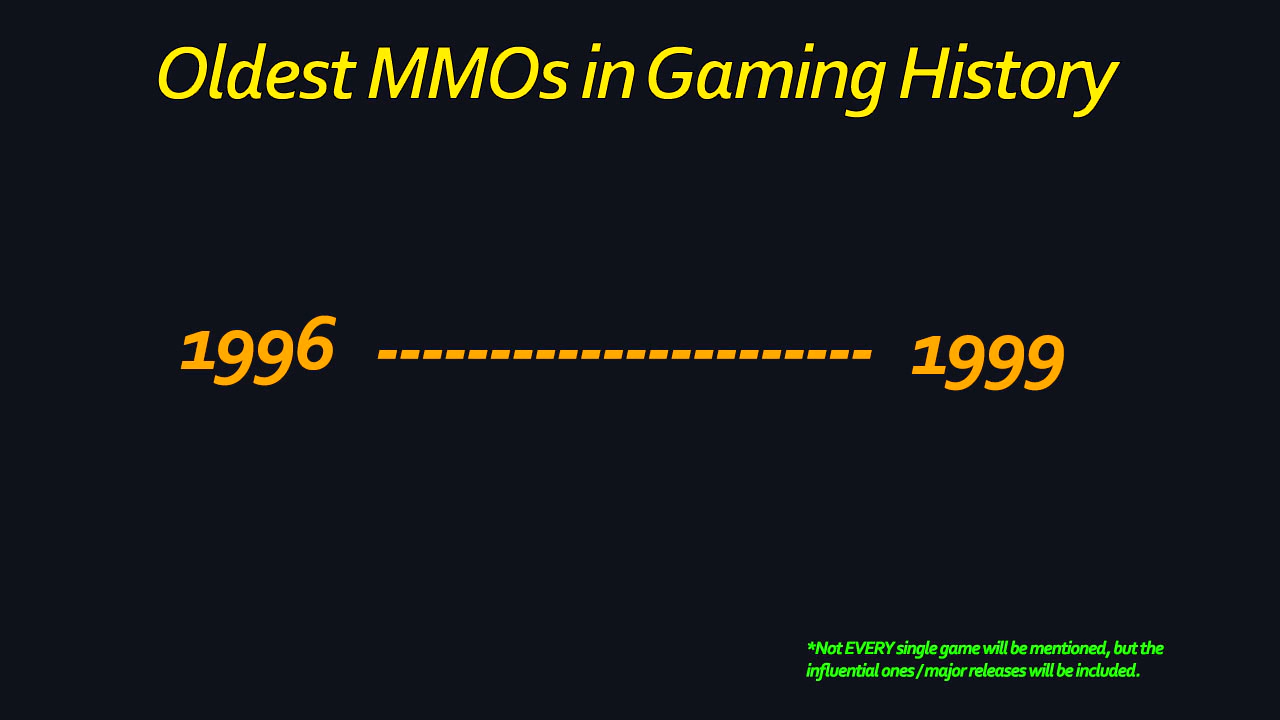 Oldest MMOs in Gaming History
1996 ---------------------- 1999
*Not EVERY single game will be mentioned, but the
influential ones / major releases will be included.